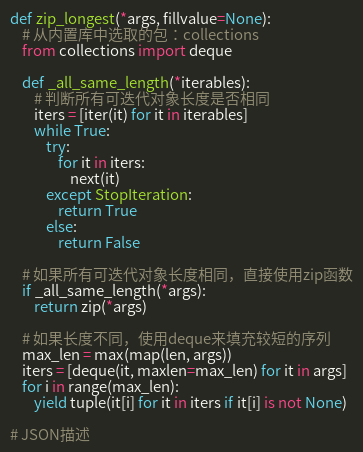 def zip_longest(*args, fillvalue=None):
    # 从内置库中选取的包：collections
    from collections import deque

    def _all_same_length(*iterables):
        # 判断所有可迭代对象长度是否相同
        iters = [iter(it) for it in iterables]
        while True:
            try:
                for it in iters:
                    next(it)
            except StopIteration:
                return True
            else:
                return False

    # 如果所有可迭代对象长度相同，直接使用zip函数
    if _all_same_length(*args):
        return zip(*args)

    # 如果长度不同，使用deque来填充较短的序列
    max_len = max(map(len, args))
    iters = [deque(it, maxlen=max_len) for it in args]
    for i in range(max_len):
        yield tuple(it[i] for it in iters if it[i] is not None)

# JSON描述